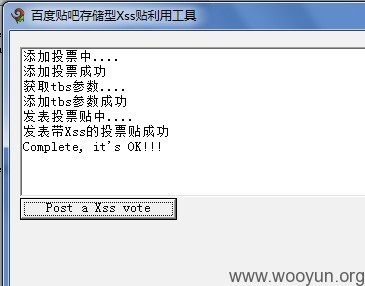 百度贴吧存储型Xss贴利用工具
添加投票中....
添加投票成功
获取tbs参数....
添加tbs参数成功
发表投票贴中....
发表带Xss的投票贴成功
Complete, it's OK!!!
Post a Xss vote
www.wooyun.org